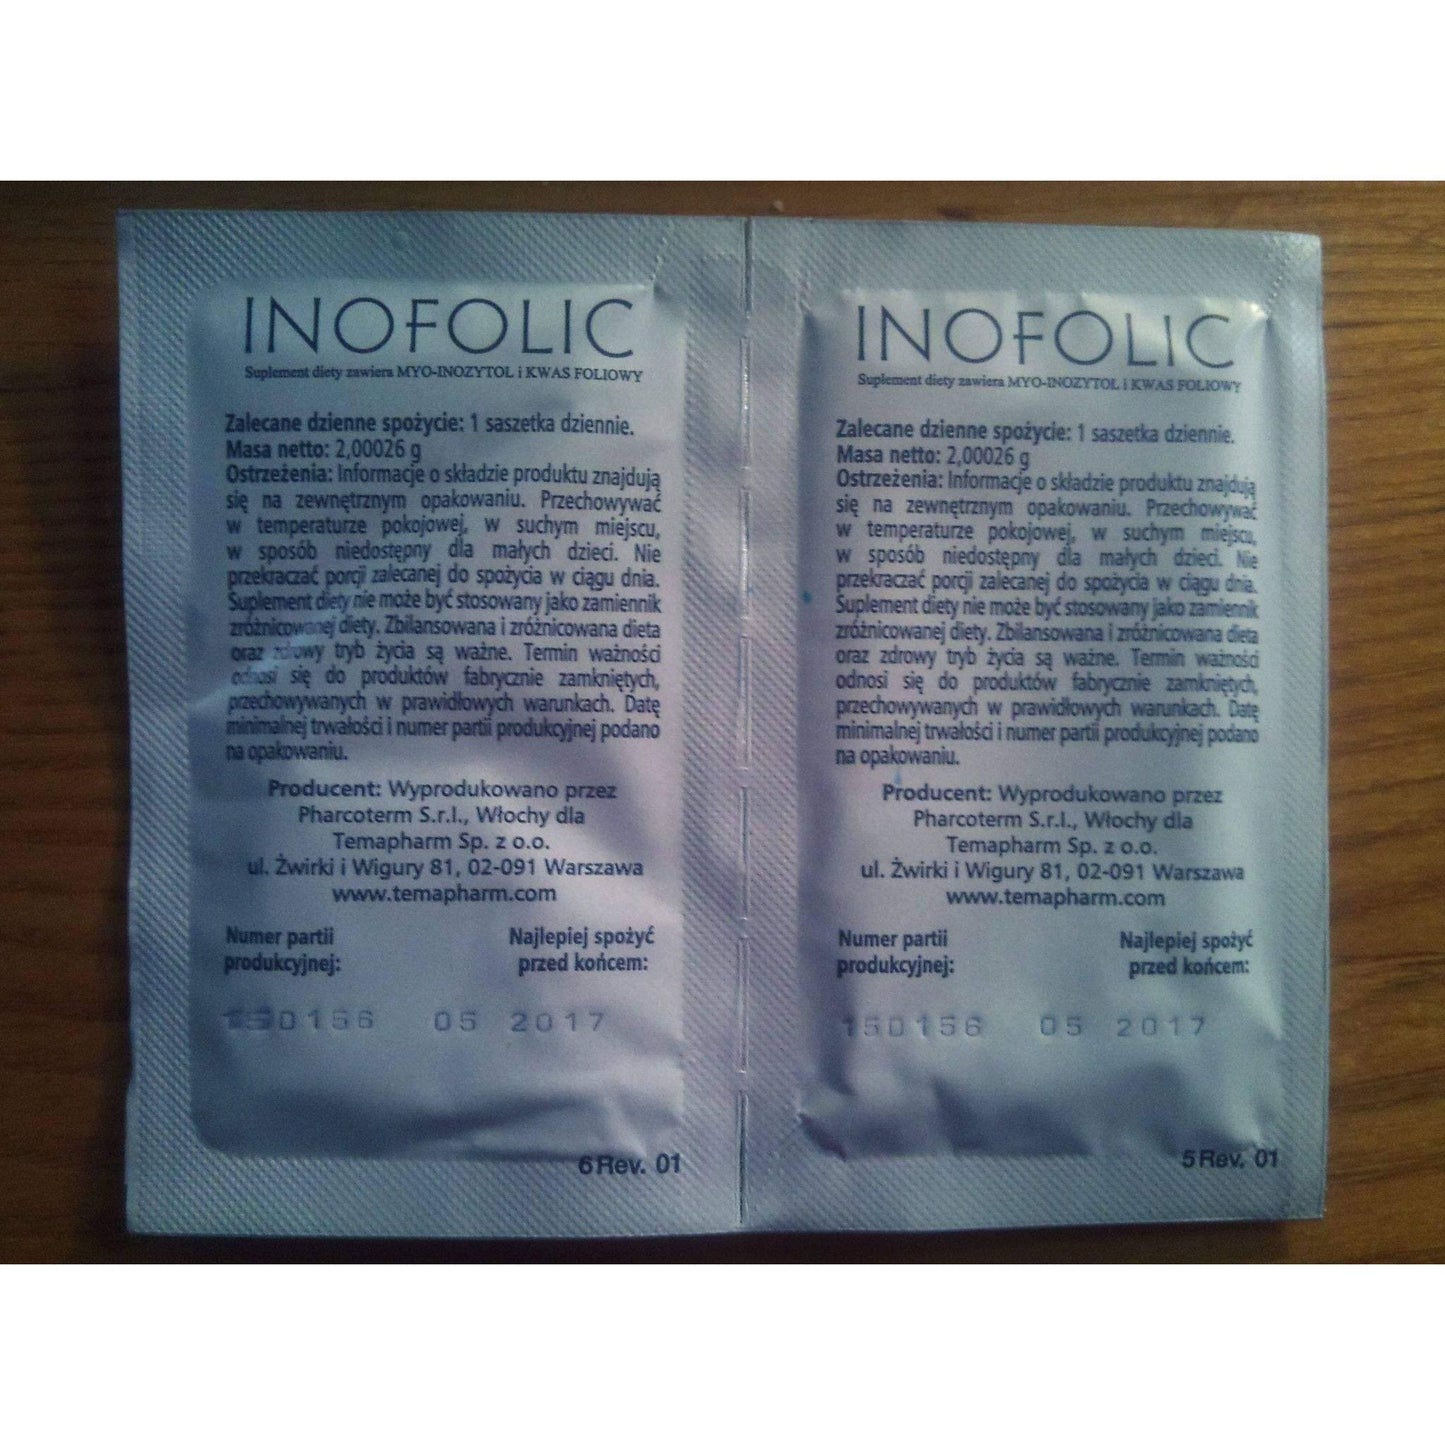 INOFOLIC
Suplement diety zawiera MYO-INOZYTOL i KWAS FOLIOWY
Zalecane dzienne spożycie: 1 saszetka dziennie.
Masa netto: 2,00026 g
Ostrzeżenia: Informacje o składzie produktu znajdują
się na zewnętrznym opakowaniu. Przechowywać
w temperaturze pokojowej, w suchym miejscu,
w sposób niedostępny dla małych dzieci. Nie
przekraczać porcji zalecanej do spożycia w ciągu dnia.
Suplement diety nie może być stosowany jako zamiennik
zróżnicowanej diety. Zbilansowana i zróżnicowana dieta
oraz zdrowy tryb życia są ważne. Termin ważności
odnosi się do produktów fabrycznie zamkniętych,
przechowywanych w prawidłowych warunkach. Datę
minimalnej trwałości i numer partii produkcyjnej podano
na opakowaniu.
Producent: Wyprodukowano przez
Pharcoterm S.r.l., Włochy dla
Temapharm Sp. z o.o.
ul. Żwirki i Wigury 81, 02-091 Warszawa
www.temapharm.com
Numer partii
produkcyjnej:
Najlepiej spożyć
przed końcem:
150156 05 2017
6 Rev. 01
INOFOLIC
Suplement diety zawiera MYO-INOZYTOL i KWAS FOLIOWY
Zalecane dzienne spożycie: 1 saszetka dziennie.
Masa netto: 2,00026 g
Ostrzeżenia: Informacje o składzie produktu znajdują
się na zewnętrznym opakowaniu. Przechowywać
w temperaturze pokojowej, w suchym miejscu,
w sposób niedostępny dla małych dzieci. Nie
przekraczać porcji zalecanej do spożycia w ciągu dnia.
Suplement diety nie może być stosowany jako zamiennik
zróżnicowanej diety. Zbilansowana i zróżnicowana dieta
oraz zdrowy tryb życia są ważne. Termin ważności
odnosi się do produktów fabrycznie zamkniętych,
przechowywanych w prawidłowych warunkach. Datę
minimalnej trwałości i numer partii produkcyjnej podano
na opakowaniu.
Producent: Wyprodukowano przez
Pharcoterm S.r.l., Włochy dla
Temapharm Sp. z o.o.
ul. Żwirki i Wigury 81, 02-091 Warszawa
www.temapharm.com
Numer partii
produkcyjnej:
Najlepiej spożyć
przed końcem:
150156 05 2017
5 Rev. 01